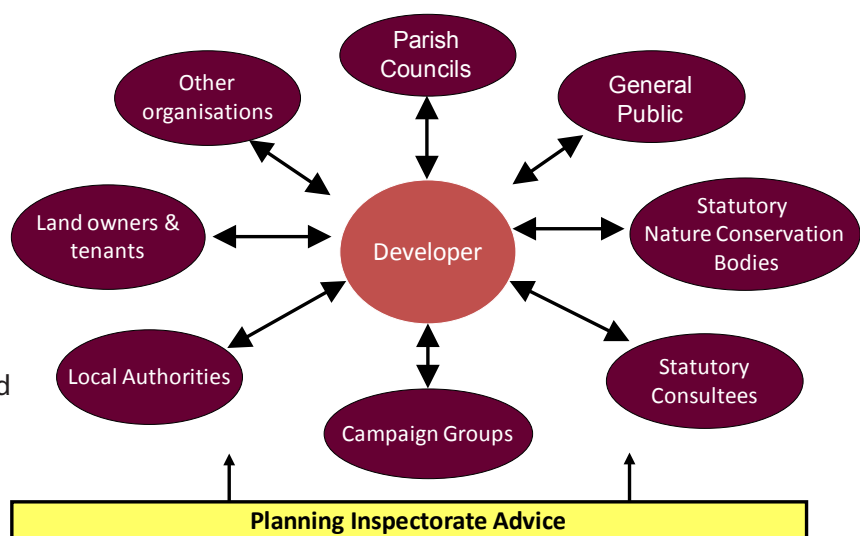 Parish
Councils
Other
organisations
General
Public
Land owners &
tenants
Developer
Statutory
Nature Conservation
Bodies
Local Authorities
d
Statutory
Consultees
Campaign Groups
Planning Inspectorate Advice